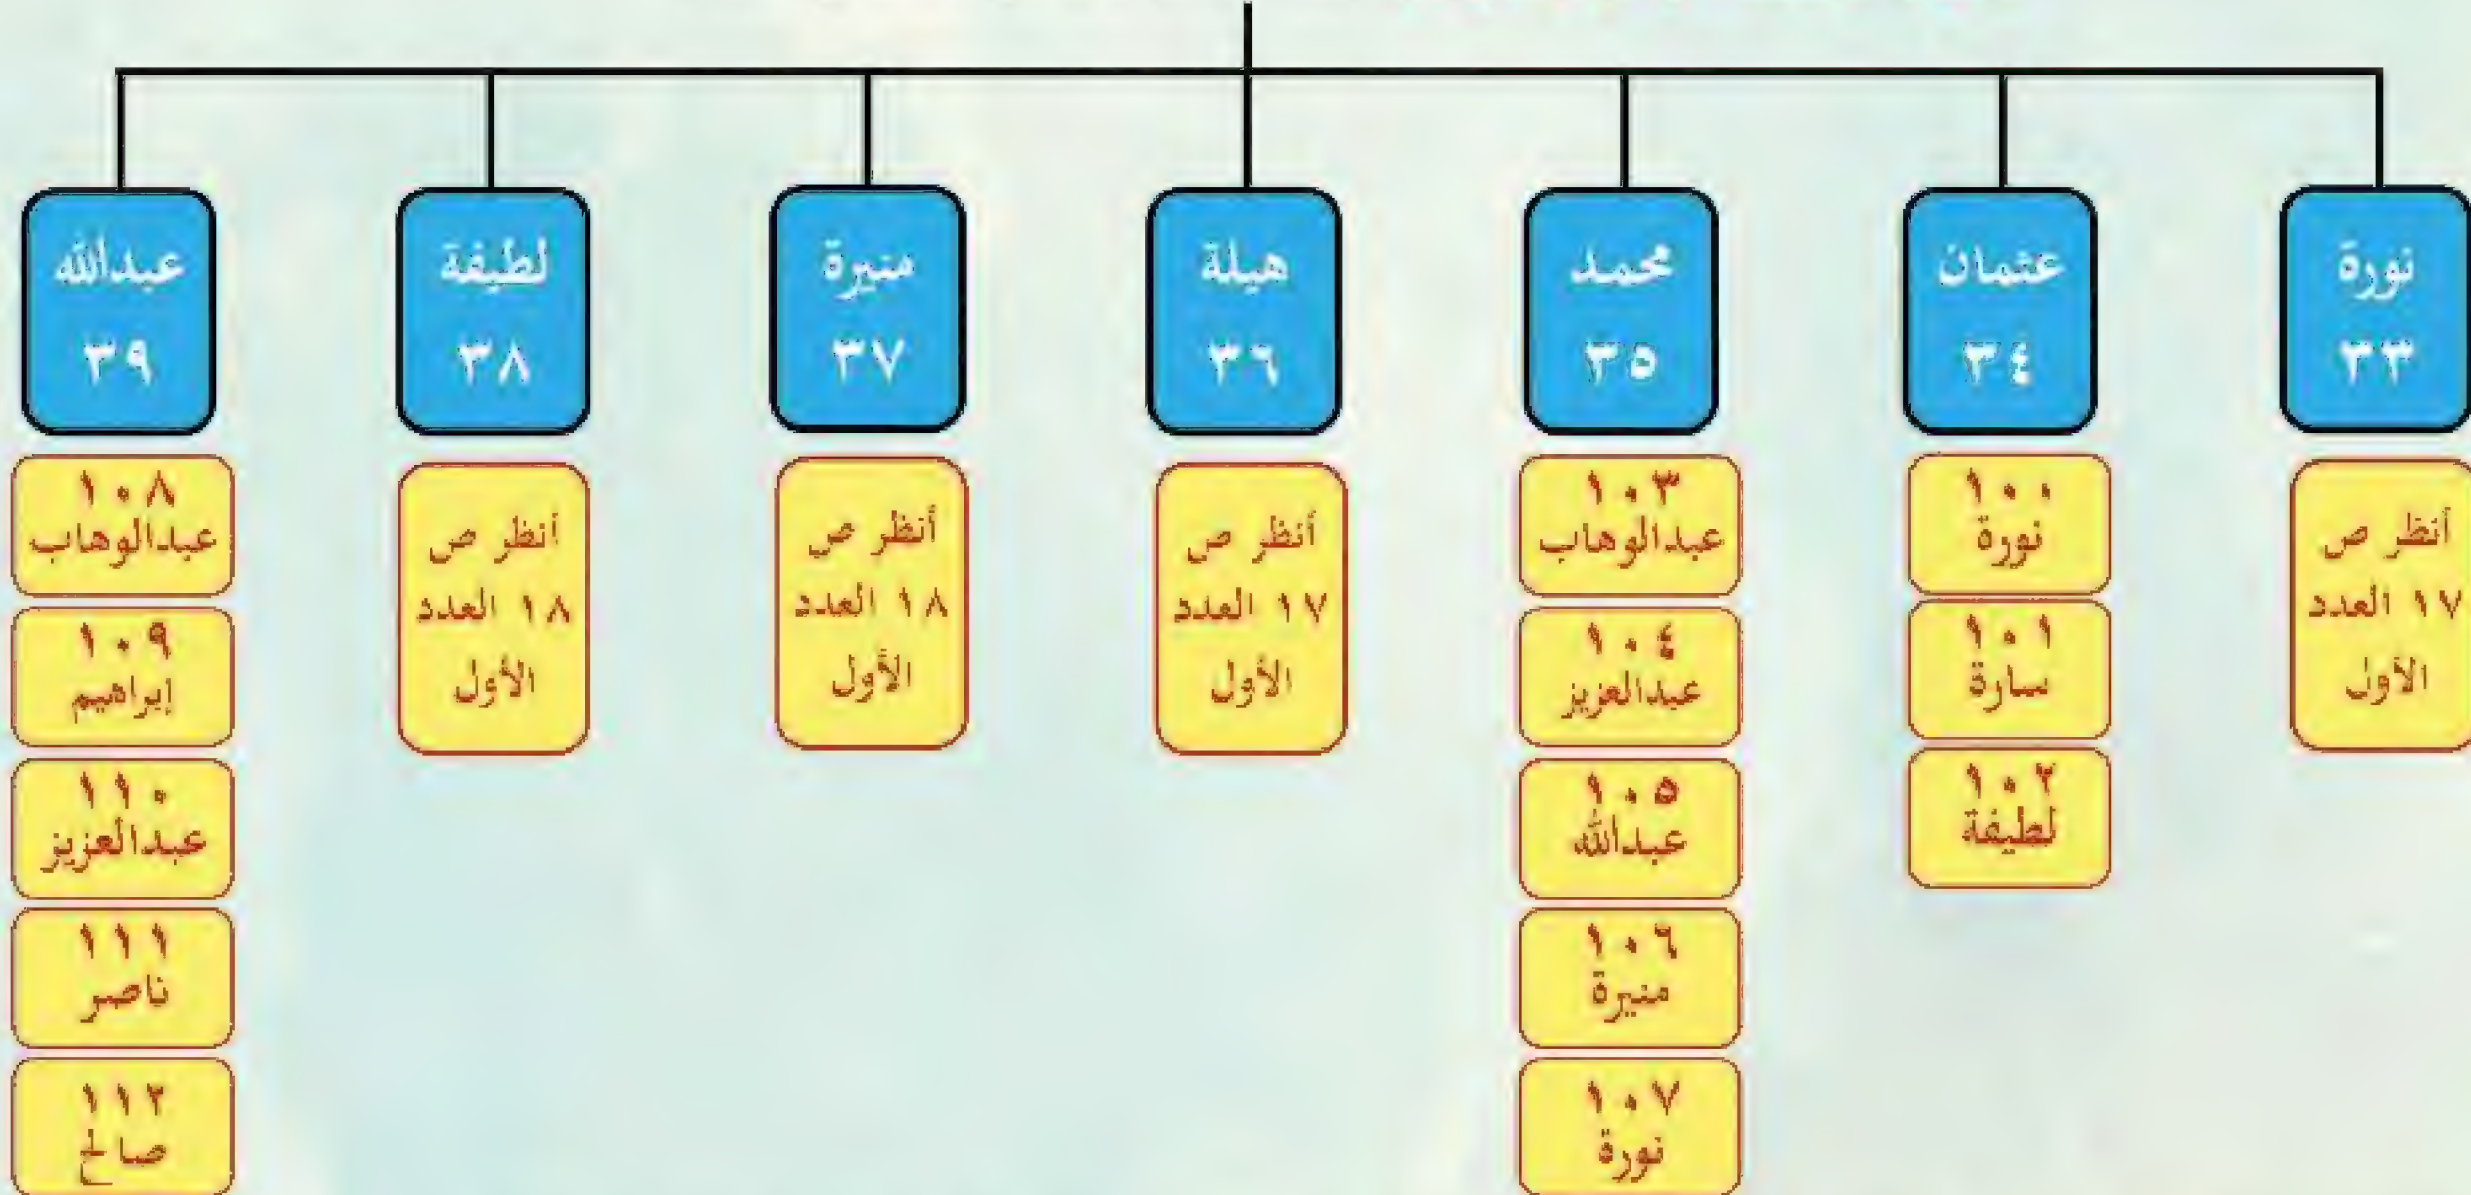 نورة
٣٣
عثمان
٣٤
محمد
٣٥
هيلة
٣٦
منيرة
٣٧
لطيفة
٣٨
عبدالله
٣٩
أنظر ص
١٧ العدد
الأول
١٠٠
نورة
١٠١
سارة
١٠٢
لطيفة
١٠٣
عبدالوهاب
١٠٤
عبدالعزيز
١٠٥
عبدالله
١٠٦
منيرة
١٠٧
نورة
أنظر ص
١٧ العدد
الأول
أنظر ص
١٨ العدد
الأول
أنظر ص
١٨ العدد
الأول
١٠٨
عبدالوهاب
١٠٩
إبراهيم
١١٠
عبدالعزيز
١١١
ناصر
١١٢
صالح